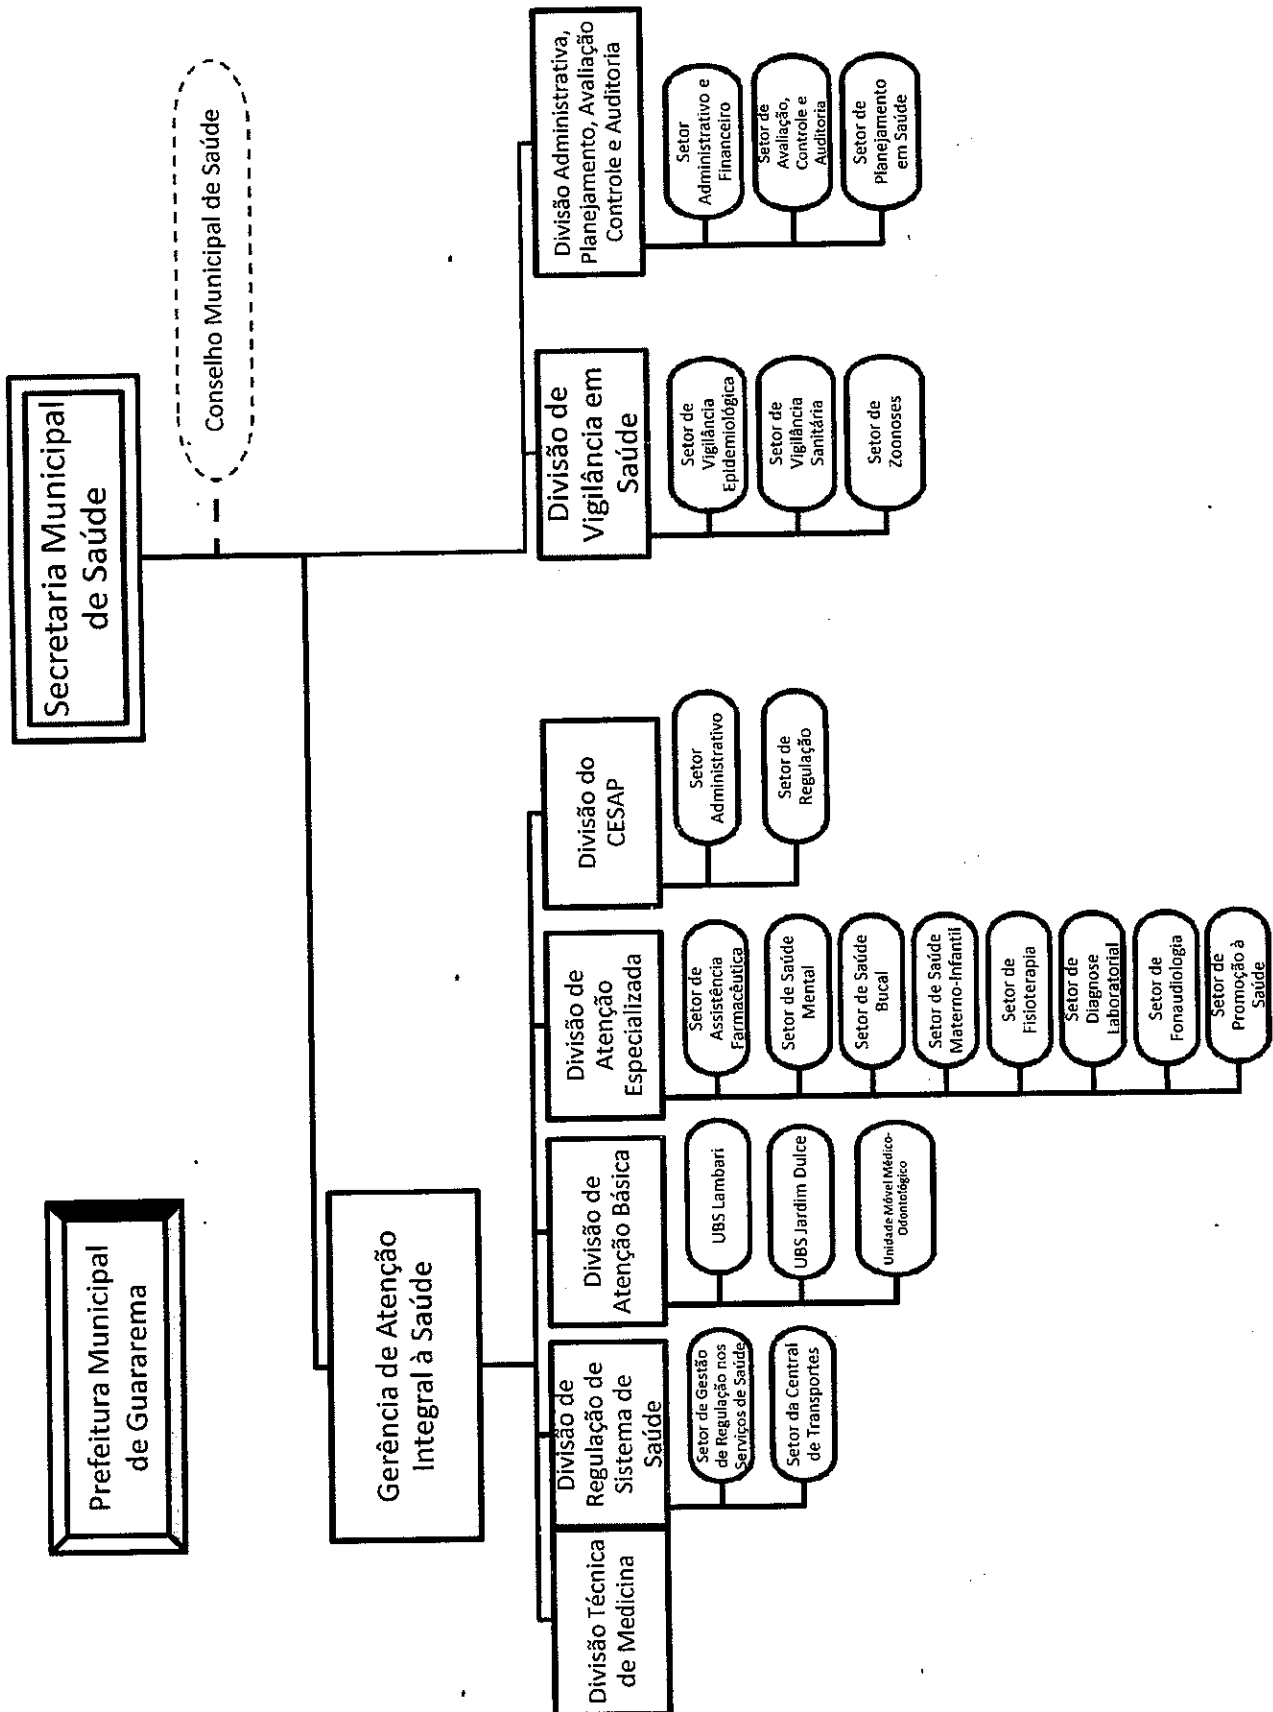 Prefeitura Municipal
de Guararema
Secretaria Municipal
de Saúde
Conselho Municipal de Saúde
Gerência de Atenção
Integral à Saúde
Divisão Técnica
de Medicina
Divisão de
Regulação de
Sistema de
Saúde
Setor de Gestão
de Regulação nos
Serviços de Saúde
Setor da Central
de Transportes
Divisão de
Atenção Básica
UBS Lambari
UBS Jardim Dulce
Unidade Móvel Médico-
Odontológico
Divisão de
Atenção
Especializada
Setor de
Assistência
Farmacêutica
Setor de Saúde
Mental
Setor de Saúde
Bucal
Setor de Saúde
Materno-Infantil
Setor de
Fisioterapia
Setor de
Diagnose
Laboratorial
Setor de
Fonaudiologia
Setor de
Promoção à
Saúde
Divisão do
CESAP
Setor
Administrativo
Setor de
Regulação
Divisão de
Vigilância em
Saúde
Setor de
Vigilância
Epidemiológica
Setor de
Vigilância
Sanitária
Setor de
Zoonoses
Divisão Administrativa,
Planejamento, Avaliação
Controle e Auditoria
Setor
Administrativo e
Financeiro
Setor de
Avaliação,
Controle e
Auditoria
Setor de
Planejamento
em Saúde